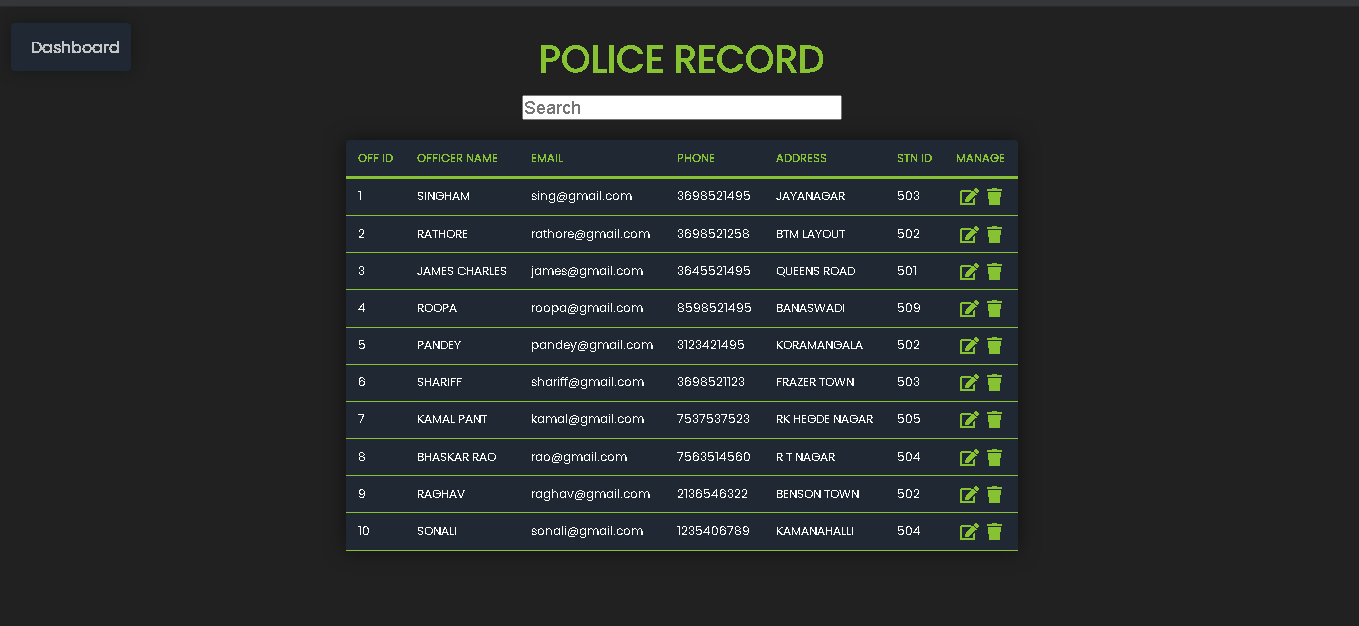 Dashboard
POLICE RECORD
Search
OFF ID OFFICER NAME EMAIL PHONE ADDRESS STN ID MANAGE
1 SINGHAM sing@gmail.com 3698521495 JAYANAGAR 503
2 RATHORE rathore@gmail.com 3698521258 BTM LAYOUT 502
3 JAMES CHARLES james@gmail.com 3645521495 QUEENS ROAD 501
4 ROOPA roopa@gmail.com 8598521495 BANASWADI 509
5 PANDEY pandey@gmail.com 3123421495 KORAMANGALA 502
6 SHARIFF shariff@gmail.com 3698521123 FRAZER TOWN 503
7 KAMAL PANT kamal@gmail.com 7537537523 RK HEGDE NAGAR 505
8 BHASKAR RAO rao@gmail.com 7563514560 R T NAGAR 504
9 RAGHAV raghav@gmail.com 2136546322 BENSON TOWN 502
10 SONALI sonali@gmail.com 1235406789 KAMANAHALLI 504